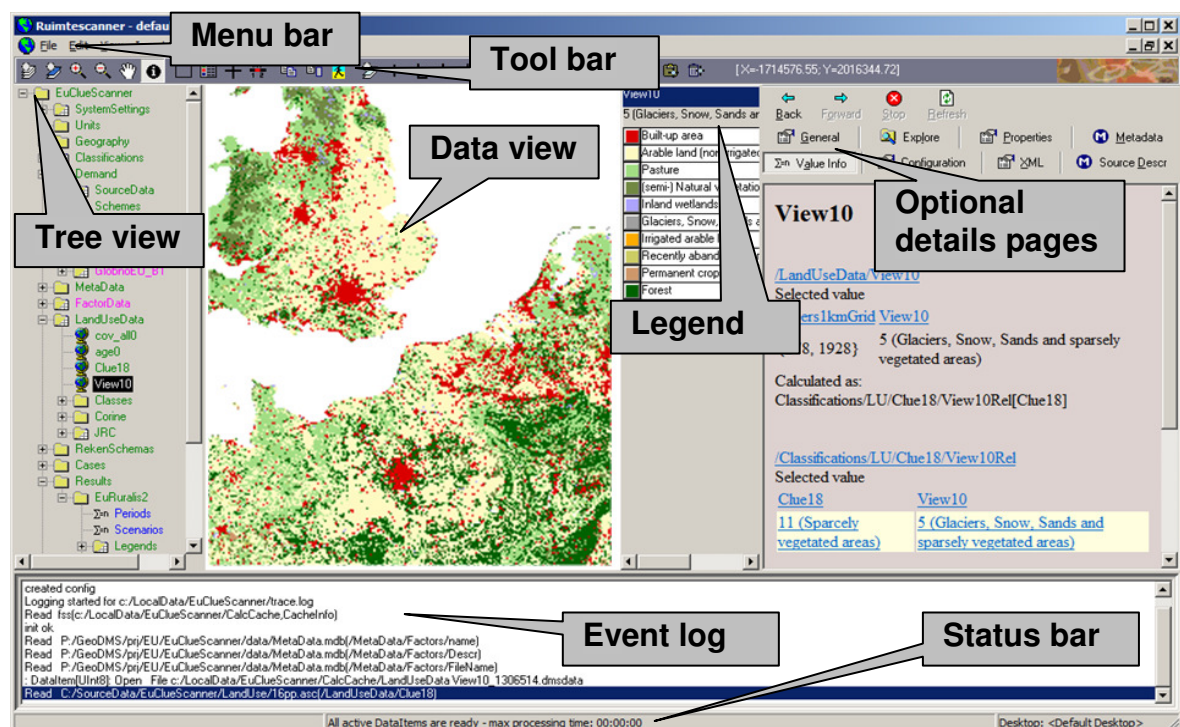 Ruimtescanner - defau
Menu bar
File Edit
Tool bar
[X=-1714576.55; Y=2016344.72]
EuClueScanner
SystemSettings
Units
Geography
Classifications
Demand
SourceData
Schemes
Tree view
GlobnoEU_B1
MetaData
FactorData
LandUseData
cov_all0
age0
Clue18
View10
Classes
Corine
JRC
RekenSchemas
Cases
Results
EuRuralis2
Σ=n Periods
Σ=n Scenarios
Legends
Data view
View10
5 (Glaciers, Snow, Sands ar
Built-up area
Arable land (non-irrigated
Pasture
(semi-) Natural vegetatio
Inland wetlands
Glaciers, Snow, Sands a
Irrigated arable l
Recently aband
Permanent crop
Forest
Legend
Back Forward Stop Refresh
General Explore Properties Metadata
Σ=n Value Info Configuration XML Source Descr
Optional
details pages
View10
/LandUseData/View10
Selected value
ers1kmGrid View10
8, 1928} 5 (Glaciers, Snow, Sands and sparsely
vegetated areas)
Calculated as:
Classifications/LU/Clue18/View10Rel[Clue18]
/Classifications/LU/Clue18/View10Rel
Selected value
Clue18 View10
11 (Sparcely
vegetated areas)
5 (Glaciers, Snow, Sands and
sparsely vegetated areas)
created config
Logging started for c:/LocalData/EuClueScanner/trace.log
Read fss(c:/LocalData/EuClueScanner/CalcCache,CacheInfo)
init ok
Read P:/GeoDMS/prj/EU/EuClueScanner/data/MetaData.mdb(/MetaData/Factors/name)
Read P:/GeoDMS/prj/EU/EuClueScanner/data/MetaData.mdb(/MetaData/Factors/Descr)
Read P:/GeoDMS/prj/EU/EuClueScanner/data/MetaData.mdb(/MetaData/Factors/FileName)
: DataItem[UInt8]: Open File c:/LocalData/EuClueScanner/CalcCache/LandUseData View10_1306514.dmsdata
Read C:/SourceData/EuClueScanner/LandUse/16pp.asc(/LandUseData/Clue18)
Event log
Status bar
All active DataItems are ready - max processing time: 00:00:00
Desktop: <Default Desktop>